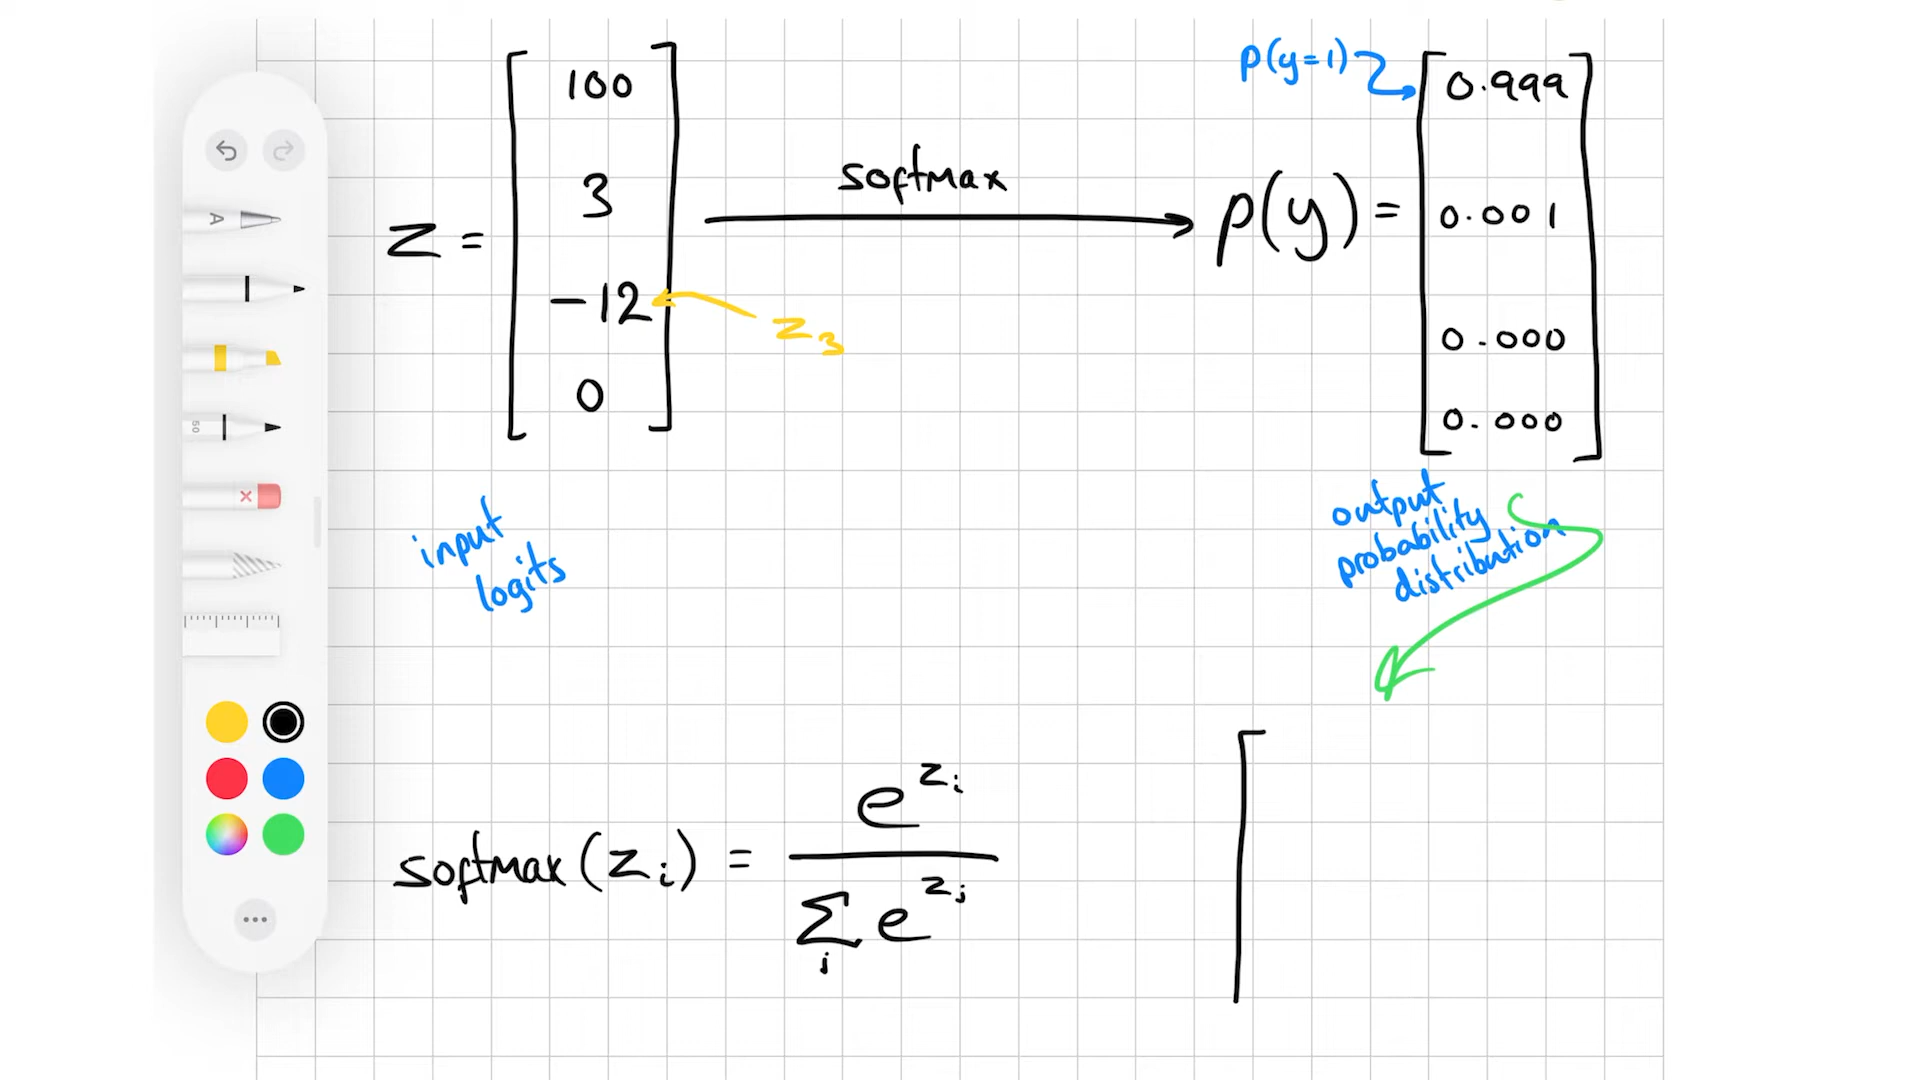 z = [100
3
-12
0]
z₃
softmax
p(y) = [0.999
0.001
0.000
0.000]
p(y=1)
input
logits
output
probability
distribution
softmax(zᵢ) = e^zᵢ / Σⱼ e^zⱼ
A
50